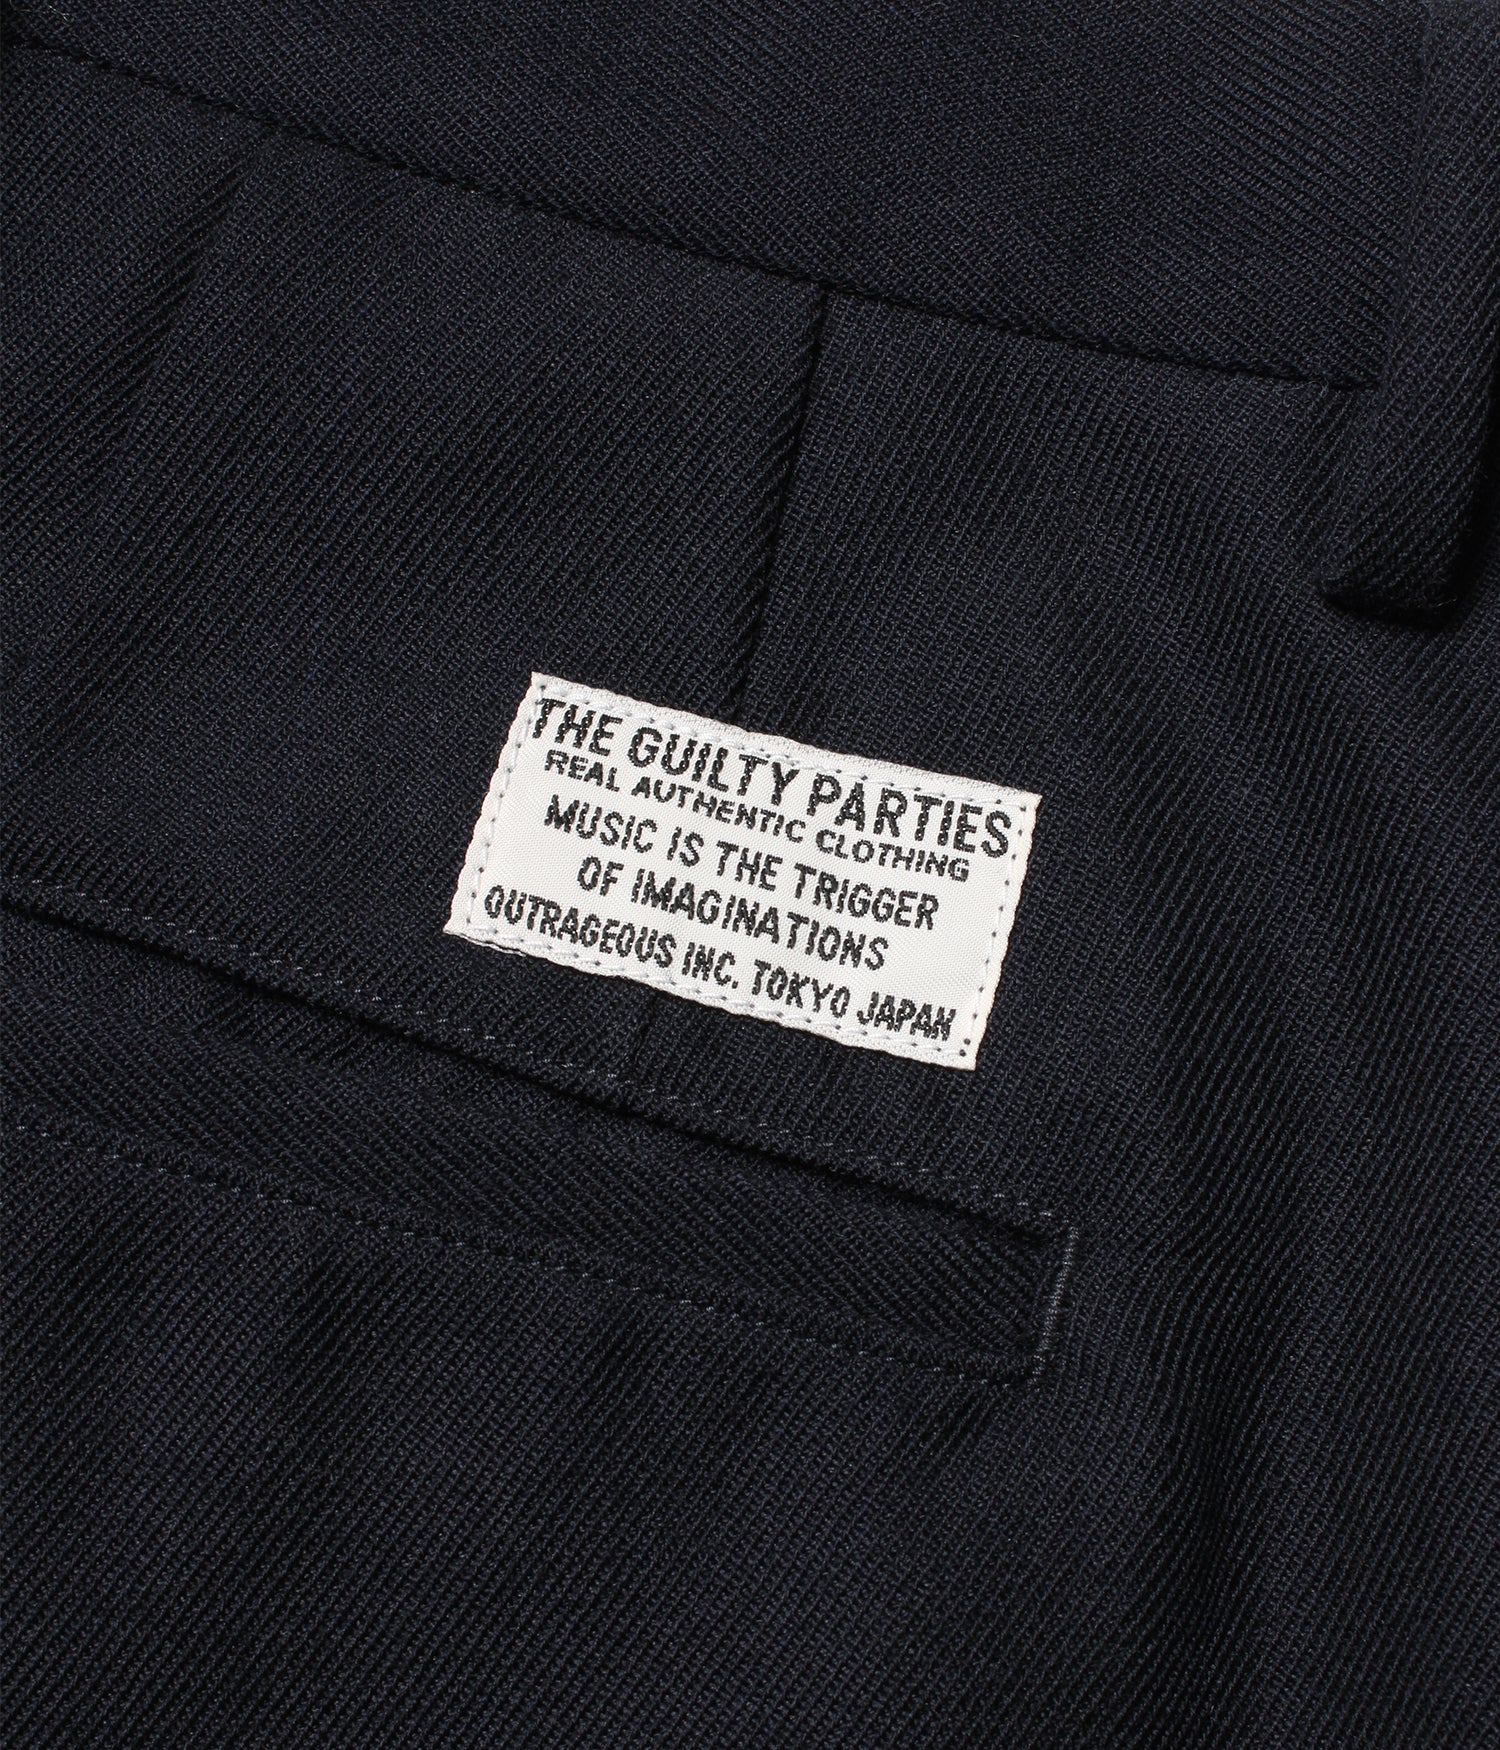 THE GUILTY PARTIES
REAL AUTHENTIC CLOTHING
MUSIC IS THE TRIGGER
OF IMAGINATIONS
OUTRAGEOUS INC. TOKYO JAPAN